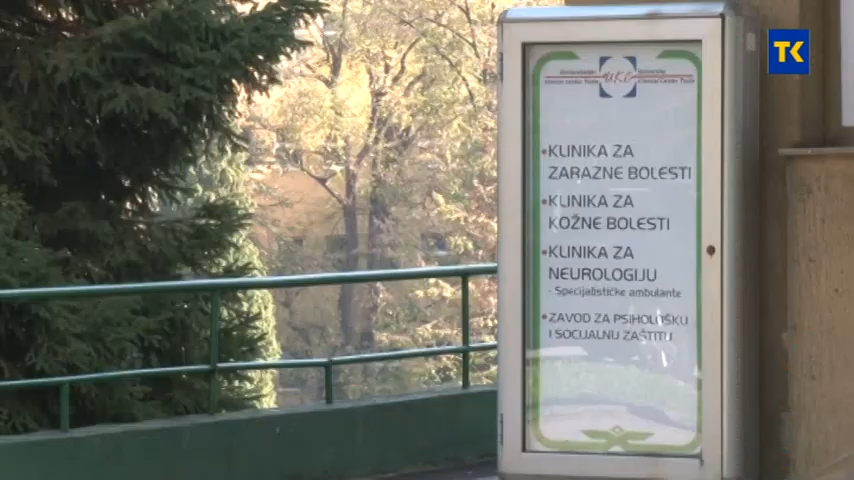 TK
UKC
KLINIKA ZA
ZARAZNE BOLESTI
KLINIKA ZA
KOŽNE BOLESTI
KLINIKA ZA
NEUROLOGIJU
- Specijalističke ambulante
ZAVOD ZA PSIHOLOŠKU
I SOCIJALNU ZAŠTITU